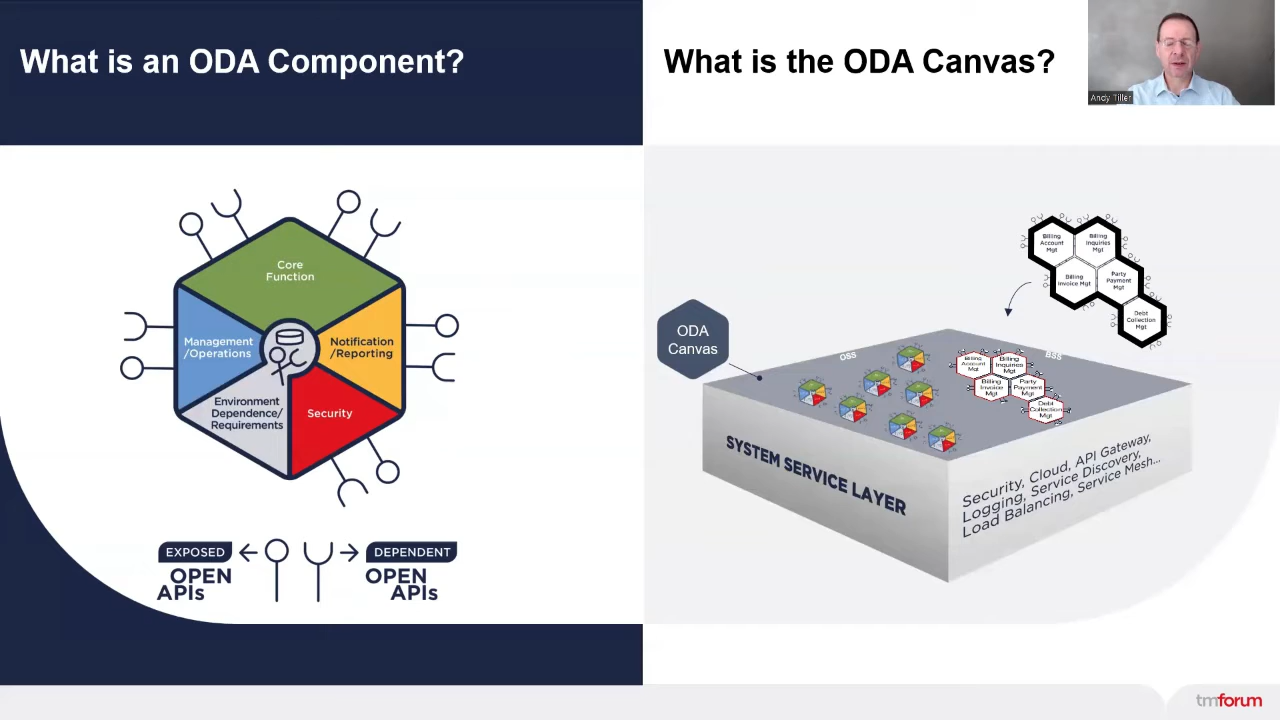 What is an ODA Component?
What is the ODA Canvas?
Andy Tiller
Core
Function
Management
/Operations
Notification
/Reporting
Environment
Dependence/
Requirements
Security
EXPOSED
OPEN
APIs
DEPENDENT
OPEN
APIs
Billing
Account
Mgt
Billing
Inquiries
Mgt
Billing
Invoice Mgt
Party
Payment
Mgt
Debt
Collection
Mgt
ODA
Canvas
OSS
BSS
Billing
Account
Mgt
Billing
Inquiries
Mgt
Billing
Invoice
Mgt
Party
Payment
Mgt
Debt
Collection
Mgt
SYSTEM SERVICE LAYER
Security, Cloud, API Gateway,
Logging, Service Discovery,
Load Balancing, Service Mesh...
tmforum